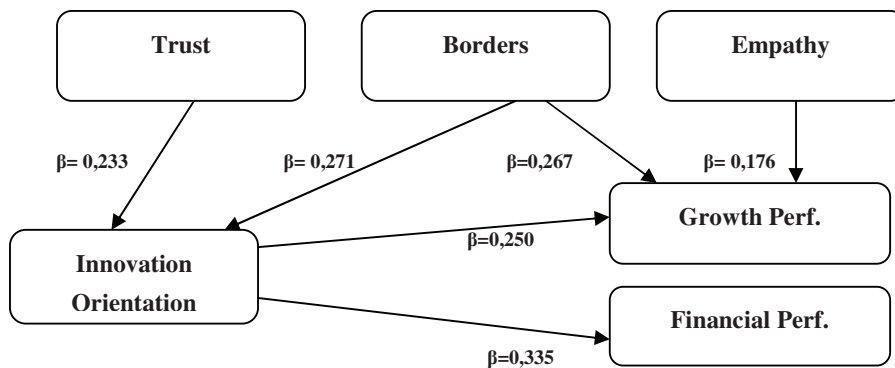 Trust
Borders
Empathy
β= 0,233
β= 0,271
β=0,267
β= 0,176
Growth Perf.
β=0,250
Innovation
Orientation
Financial Perf.
β=0,335